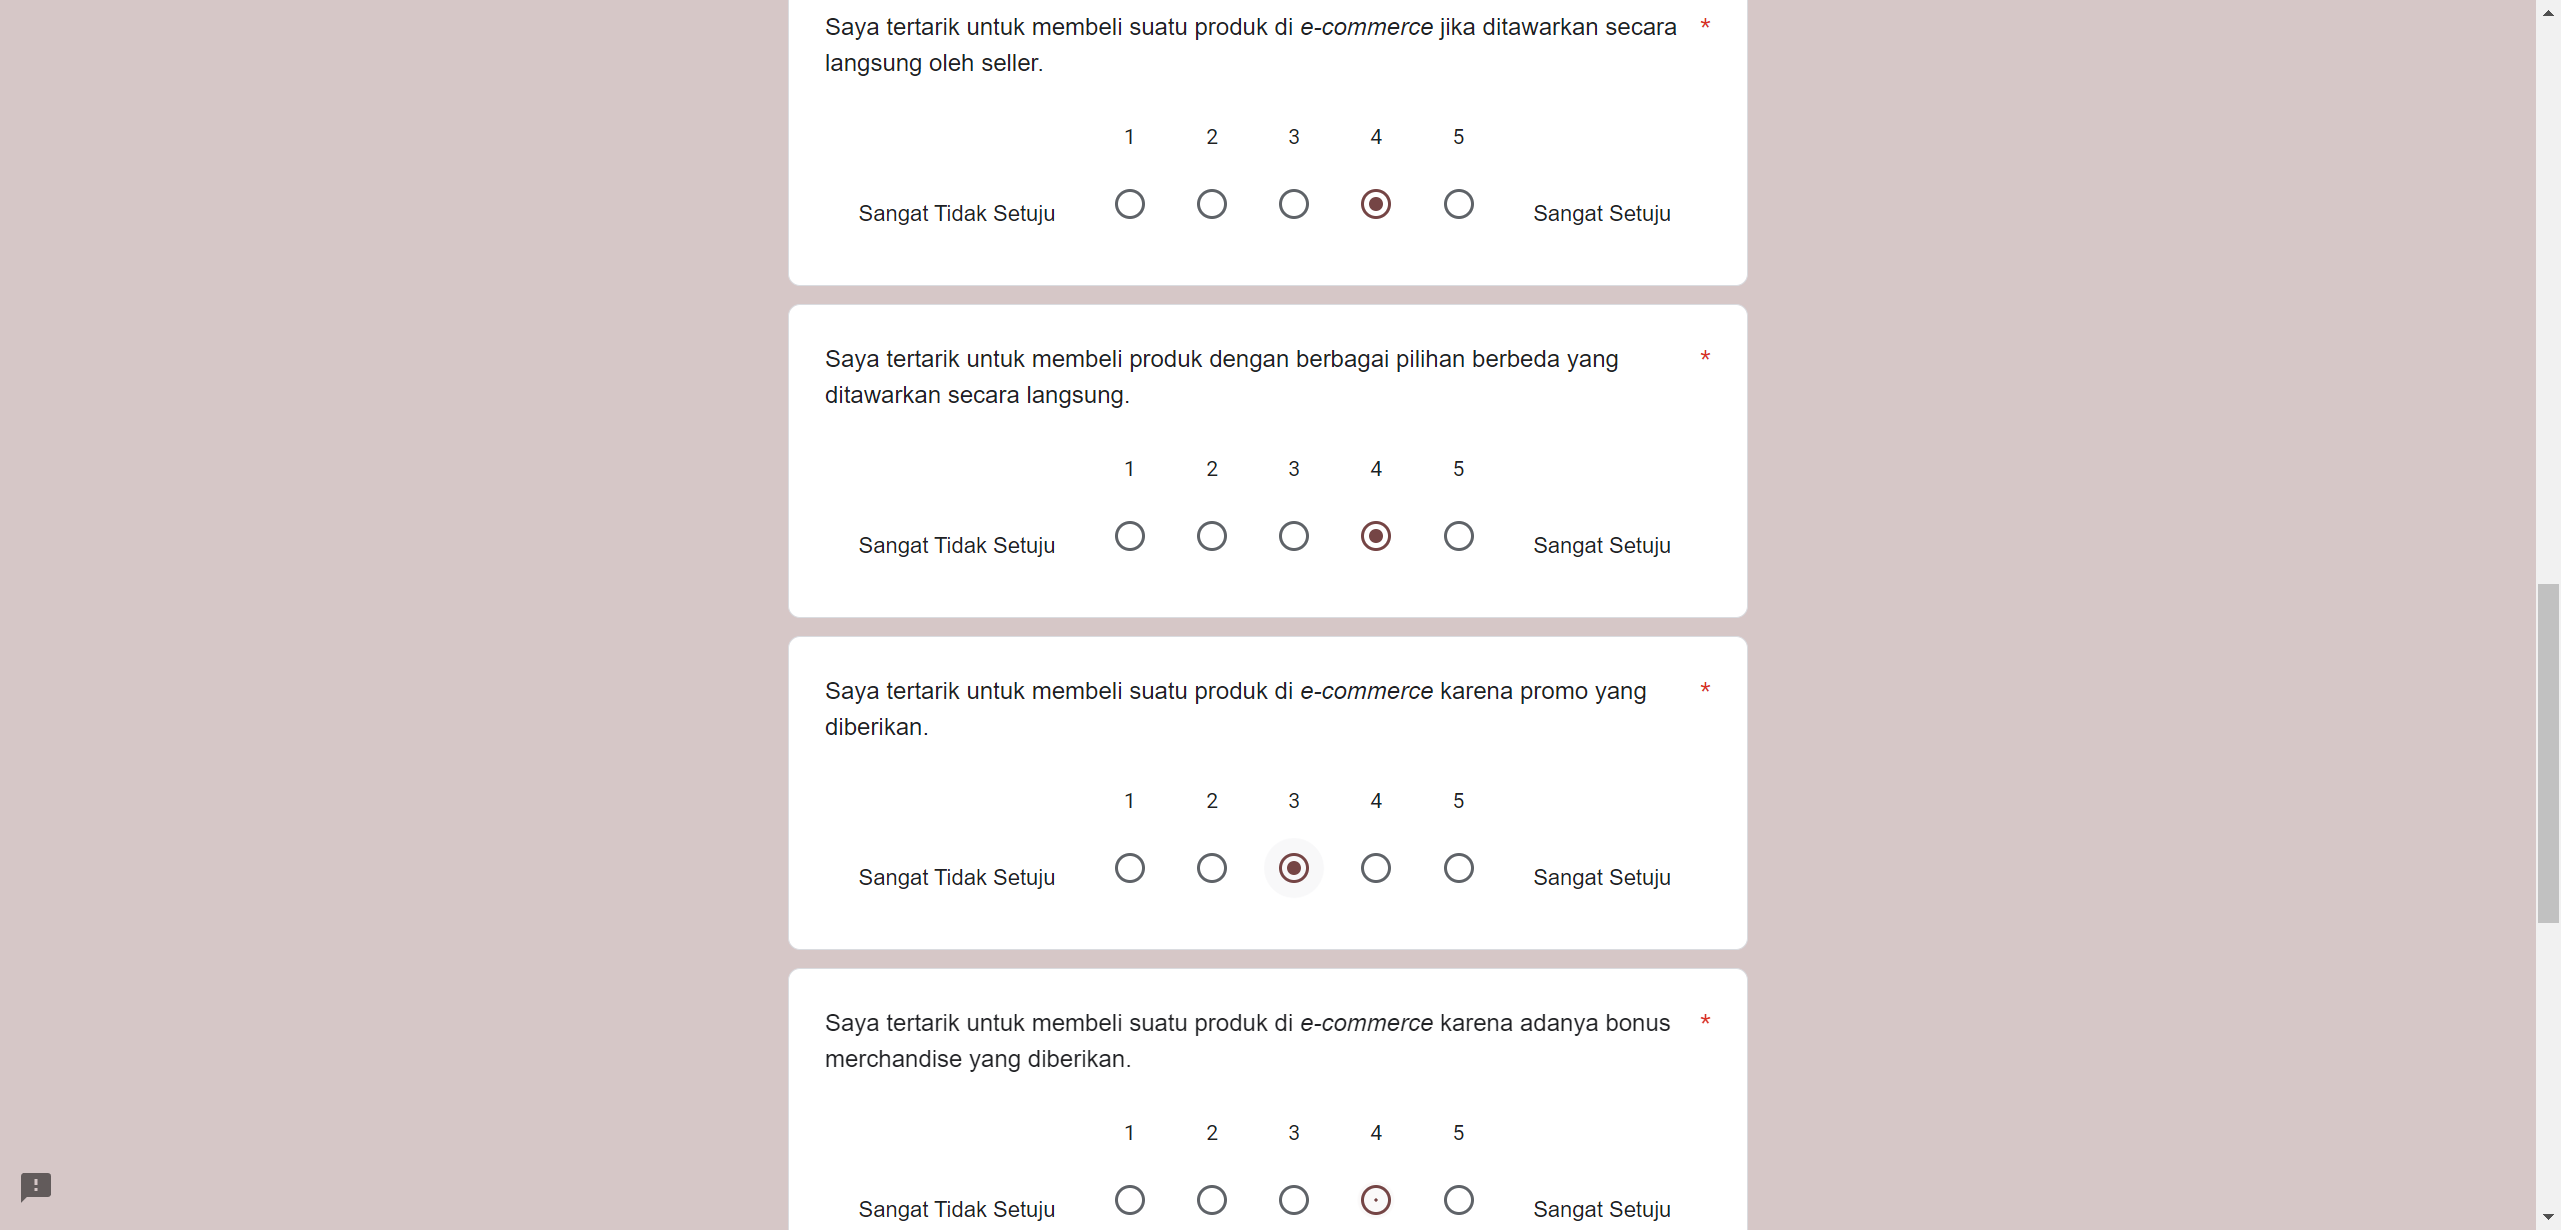 Saya tertarik untuk membeli suatu produk di e-commerce jika ditawarkan secara *
langsung oleh seller.
1 2 3 4 5
Sangat Tidak Setuju Sangat Setuju
Saya tertarik untuk membeli produk dengan berbagai pilihan berbeda yang *
ditawarkan secara langsung.
1 2 3 4 5
Sangat Tidak Setuju Sangat Setuju
Saya tertarik untuk membeli suatu produk di e-commerce karena promo yang *
diberikan.
1 2 3 4 5
Sangat Tidak Setuju Sangat Setuju
Saya tertarik untuk membeli suatu produk di e-commerce karena adanya bonus *
merchandise yang diberikan.
1 2 3 4 5
Sangat Tidak Setuju Sangat Setuju